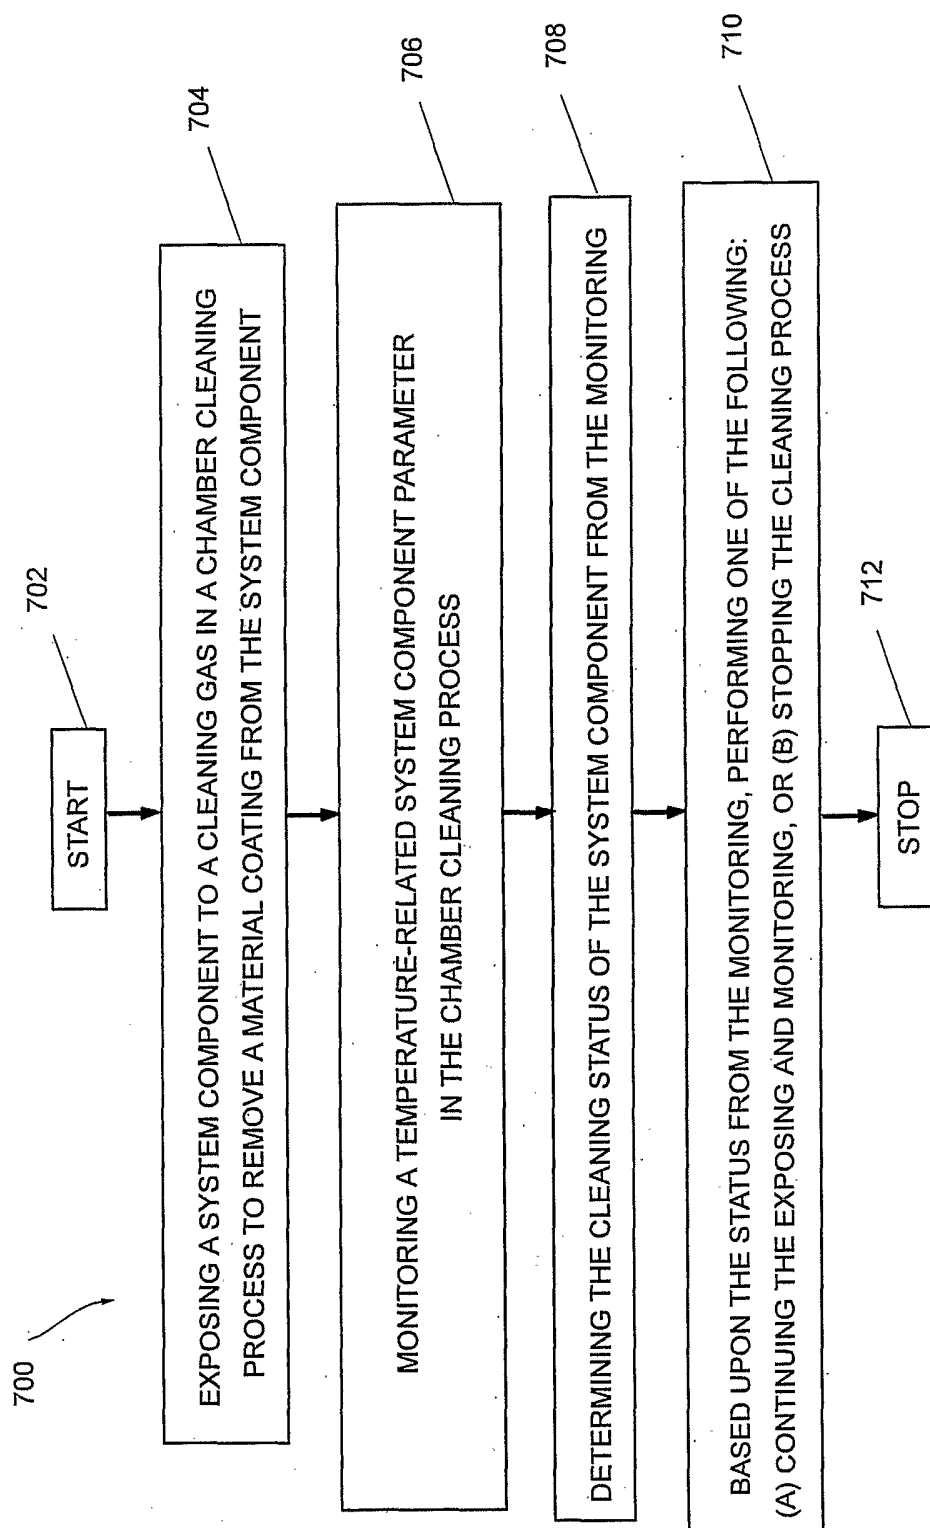 700
START
702
EXPOSING A SYSTEM COMPONENT TO A CLEANING GAS IN A CHAMBER CLEANING
PROCESS TO REMOVE A MATERIAL COATING FROM THE SYSTEM COMPONENT
704
MONITORING A TEMPERATURE-RELATED SYSTEM COMPONENT PARAMETER
IN THE CHAMBER CLEANING PROCESS
706
DETERMINING THE CLEANING STATUS OF THE SYSTEM COMPONENT FROM THE MONITORING
708
BASED UPON THE STATUS FROM THE MONITORING, PERFORMING ONE OF THE FOLLOWING:
(A) CONTINUING THE EXPOSING AND MONITORING, OR (B) STOPPING THE CLEANING PROCESS
710
STOP
712